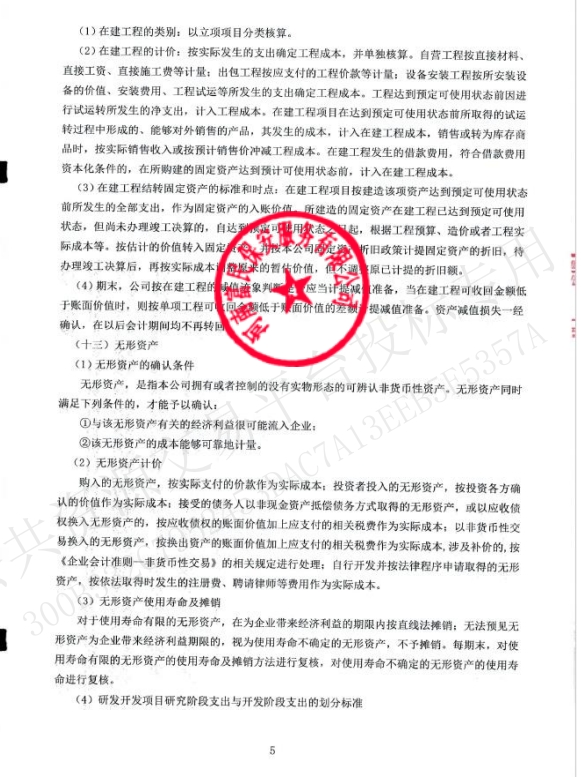 (1)在建工程的类别:以立项项目分类核算。
(2)在建工程的计价:按实际发生的支出确定工程成本,并单独核算。自营工程按直接材料、
直接工资、直接施工费等计量;出包工程按应支付的工程价款等计量;设备安装工程按所安装设
备的价值、安装费用、工程试运等所发生的支出确定工程成本。工程达到预定可使用状态前因进
行试运转所发生的净支出,计入工程成本。在建工程项目在达到预定可使用状态前所取得的试运
转过程中形成的、能够对外销售的产品,其发生的成本,计入在建工程成本,销售或转为库存商
品时,按实际销售收入或按预计销售价冲减工程成本。在建工程发生的借款费用,符合借款费用
资本化条件的,在所购建的固定资产达到预计可使用状态前,计入在建工程成本。
(3)在建工程结转固定资产的标准和时点:在建工程项目按建造该项资产达到预定可使用状态
前所发生的全部支出,作为固定资产的入账价值。所建造的固定资产在建工程已达到预定可使用
状态,但尚未办理竣工决算的,自达到预定可使用状态之日起,根据工程预算、造价或者工程实
际成本等。按估计的价值转入固定资产,并按本公司固定资产折旧政策计提固定资产的折旧,待
办理竣工决算后,再按实际成本调整原来的暂估价值,但不调整原已计提的折旧额。
(4)期末,公司按在建工程的减值迹象判断是否应当计提减值准备,当在建工程可收回金额低
于账面价值时,则按单项工程可收回金额低于账面价值的差额计提减值准备。资产减值损失一经
确认,在以后会计期间均不再转回
(十三)无形资产
(1)无形资产的确认条件
无形资产,是指本公司拥有或者控制的没有实物形态的可辨认非货币性资产。无形资产同时
满足下列条件的,才能予以确认:
①与该无形资产有关的经济利益很可能流入企业;
②该无形资产的成本能够可靠地计量。
(2)无形资产计价
购入的无形资产,按实际支付的价款作为实际成本;投资者投入的无形资产,按投资各方确
认的价值作为实际成本;接受的债务人以非现金资产抵偿债务方式取得的无形资产,或以应收债
权换入无形资产的,按应收债权的账面价值加上应支付的相关税费作为实际成本;以非货币性交
易换入的无形资产,按换出资产的账面价值加上应支付的相关税费作为实际成本,涉及补价的,按
《企业会计准则—非货币性交易》的相关规定进行处理;自行开发并按法律程序申请取得的无形
资产,按依法取得时发生的注册费、聘请律师等费用作为实际成本。
(3)无形资产使用寿命及摊销
对于使用寿命有限的无形资产,在为企业带来经济利益的期限内按直线法摊销;无法预见无
形资产为企业带来经济利益期限的,视为使用寿命不确定的无形资产,不予摊销。每期末,对使
用寿命有限的无形资产的使用寿命及摊销方法进行复核,对使用寿命不确定的无形资产的使用寿
命进行复核。
(4)研发开发项目研究阶段支出与开发阶段支出的划分标准
5